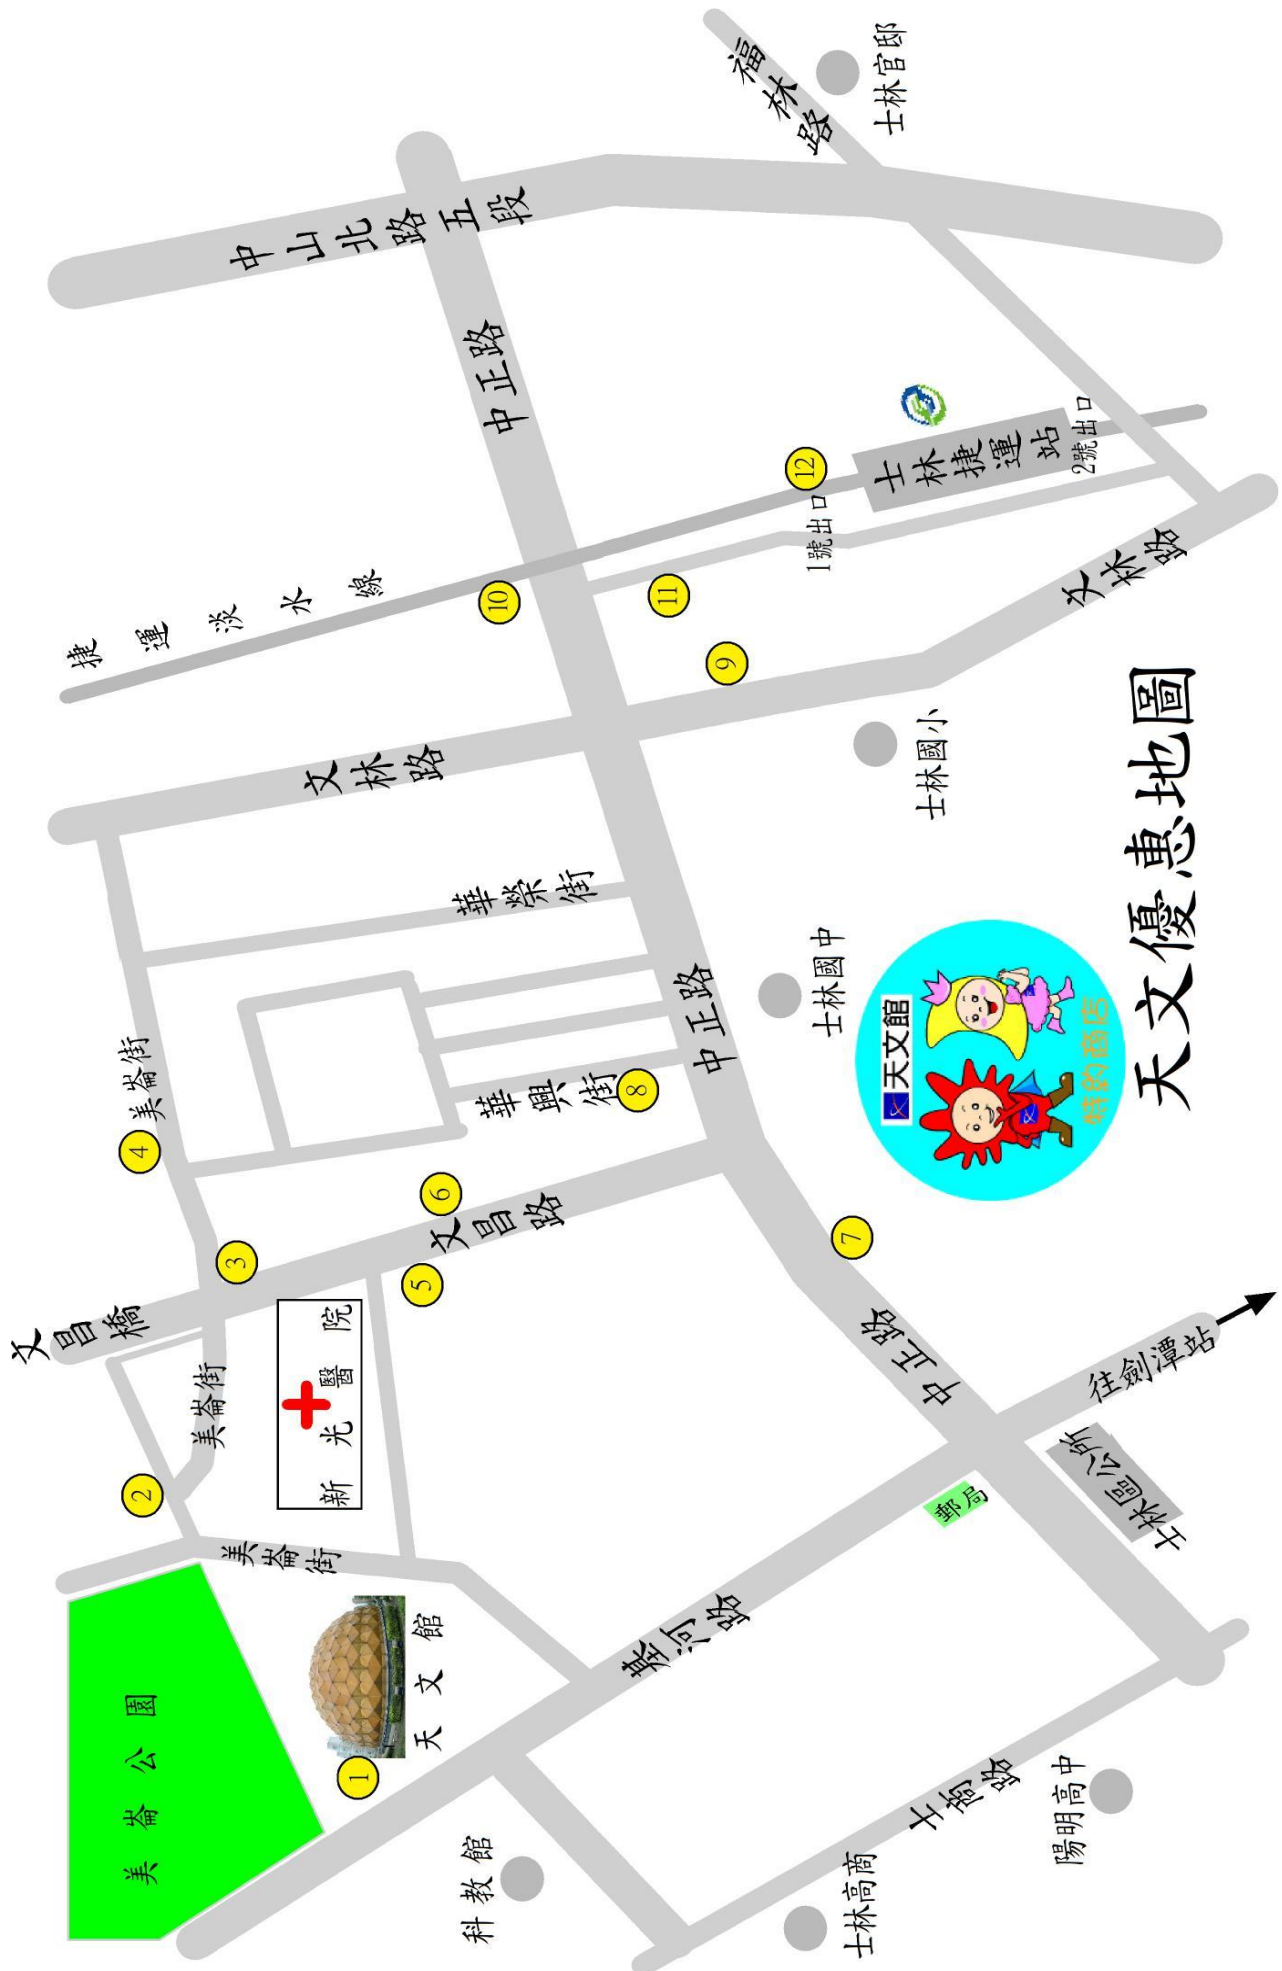 天文優惠地圖
美崙公園
天文館
科教館
士林高商
陽明高中
士商路
基河路
美崙街
美崙街
美崙街
文昌橋
新光醫院
郵局
士林區公所
往劍潭站
中正路
文昌路
華興街
華榮街
中正路
士林國中
天文館
特約商店
文林路
士林國小
文林路
捷運淡水線
中正路
1號出口
士林捷運站
2號出口
中山北路五段
福林路
士林官邸
1
2
3
4
5
6
7
8
9
10
11
12